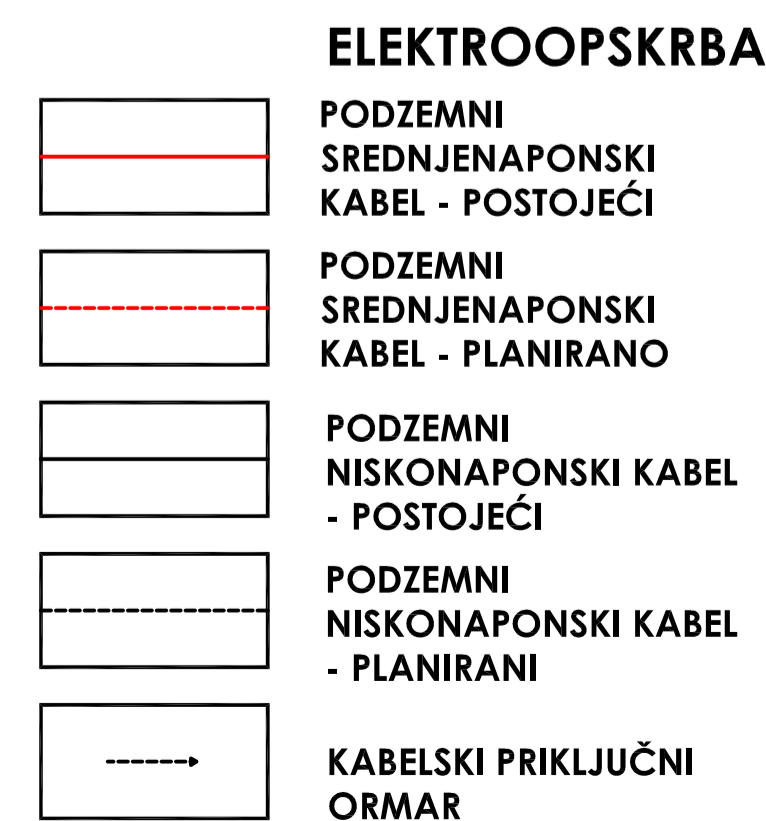 ELEKTROOPSKRBA
PODZEMNI
SREDNJENAPONSKI
KABEL - POSTOJEĆI
PODZEMNI
SREDNJENAPONSKI
KABEL - PLANIRANO
PODZEMNI
NISKONAPONSKI KABEL
- POSTOJEĆI
PODZEMNI
NISKONAPONSKI KABEL
- PLANIRANI
KABELSKI PRIKLJUČNI
ORMAR